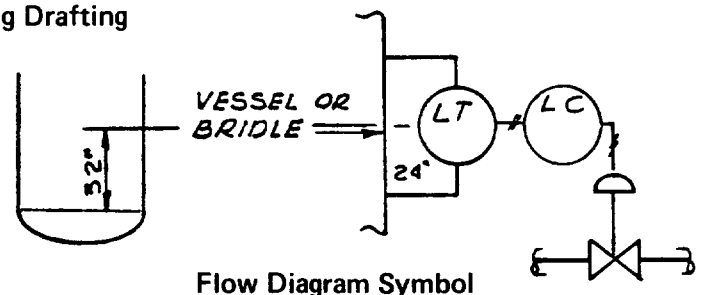 g Drafting
VESSEL OR
BRIDLE
32"
24"
LT
LC
Flow Diagram Symbol